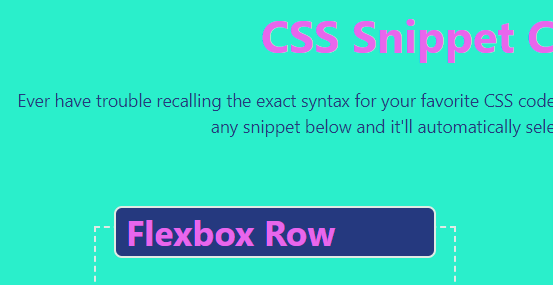 CSS Snippet C
Ever have trouble recalling the exact syntax for your favorite CSS code
any snippet below and it'll automatically sele
Flexbox Row